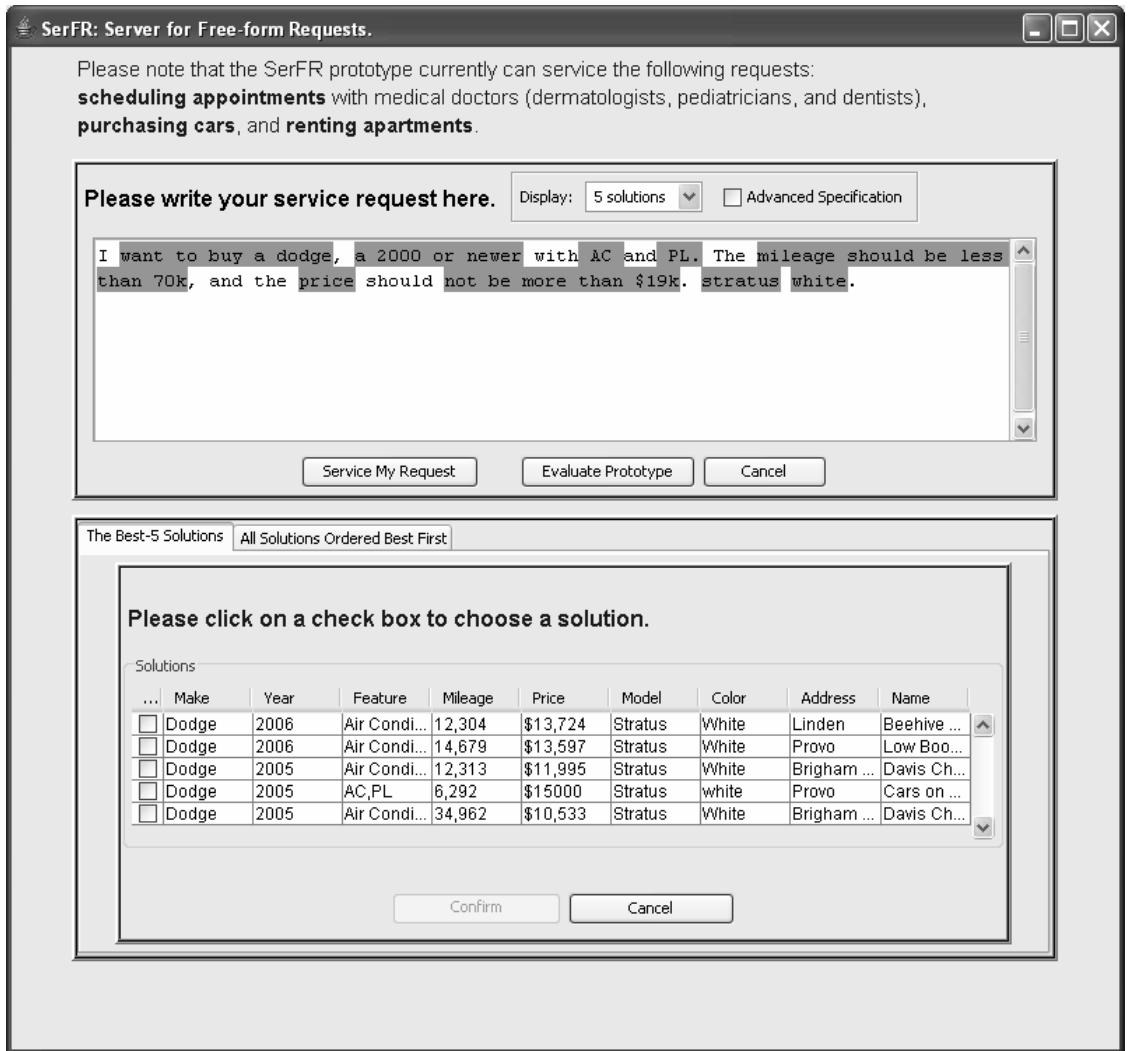 SerFR: Server for Free-form Requests.
Please note that the SerFR prototype currently can service the following requests:
scheduling appointments with medical doctors (dermatologists, pediatricians, and dentists),
purchasing cars, and renting apartments.
Please write your service request here. Display: 5 solutions Advanced Specification
I want to buy a dodge, a 2000 or newer with AC and PL. The mileage should be less
than 70k, and the price should not be more than $19k. stratus white.
Service My Request Evaluate Prototype Cancel
The Best-5 Solutions All Solutions Ordered Best First
Please click on a check box to choose a solution.
Solutions
... Make Year Feature Mileage Price Model Color Address Name
Dodge 2006 Air Condi... 12,304 $13,724 Stratus White Linden Beehive ...
Dodge 2006 Air Condi... 14,679 $13,597 Stratus White Provo Low Boo...
Dodge 2005 Air Condi... 12,313 $11,995 Stratus White Brigham ... Davis Ch...
Dodge 2005 AC,PL 6,292 $15000 Stratus white Provo Cars on ...
Dodge 2005 Air Condi... 34,962 $10,533 Stratus White Brigham ... Davis Ch...
Confirm Cancel